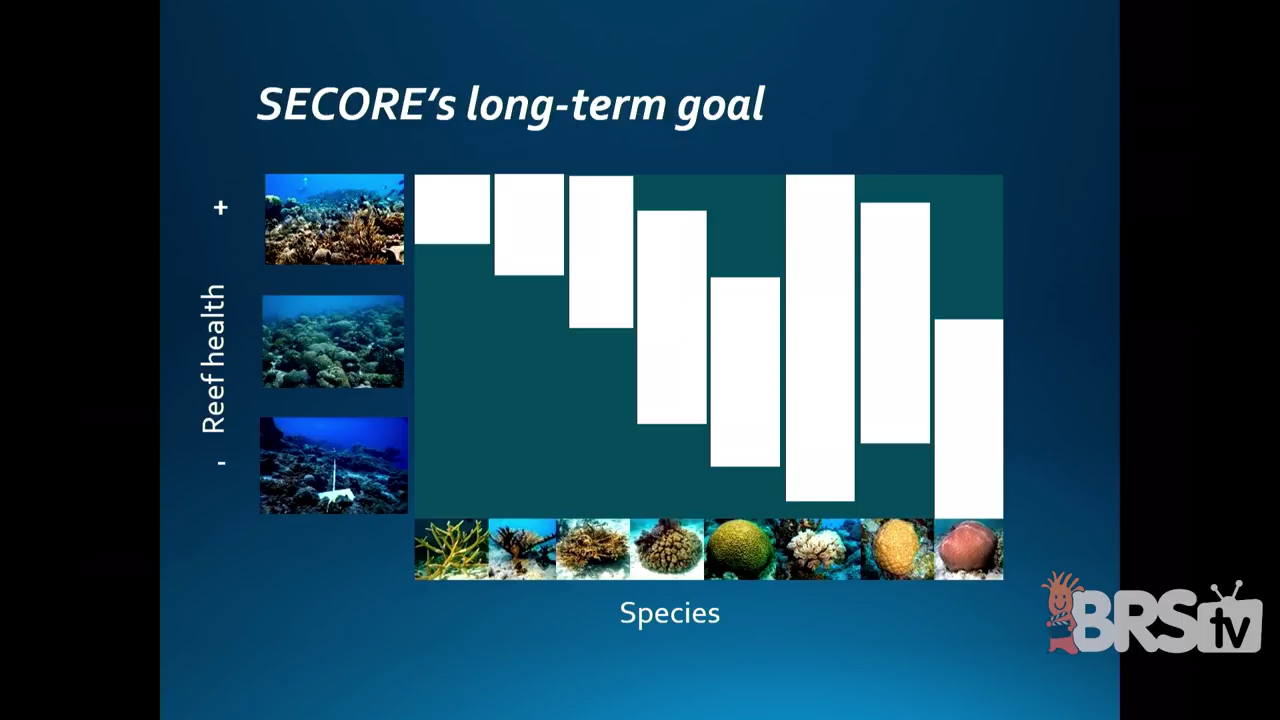 SECORE's long-term goal
+
Reef health
-
Species
BRStv